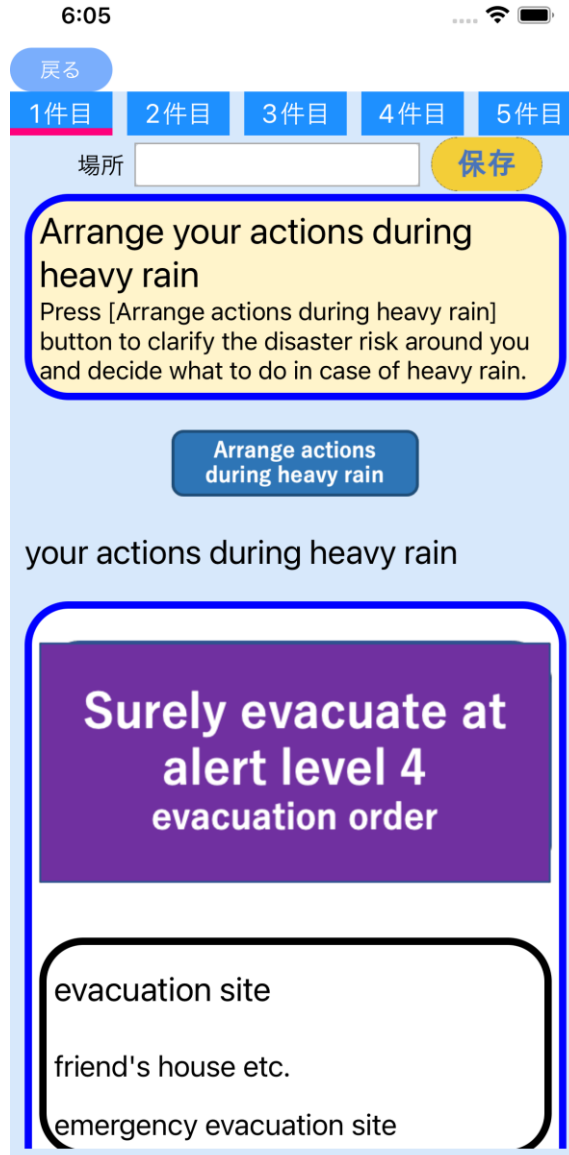 6:05
戻る
1件目 2件目 3件目 4件目 5件目
場所 保存
Arrange your actions during
heavy rain
Press [Arrange actions during heavy rain]
button to clarify the disaster risk around you
and decide what to do in case of heavy rain.
Arrange actions
during heavy rain
your actions during heavy rain
Surely evacuate at
alert level 4
evacuation order
evacuation site
friend's house etc.
emergency evacuation site